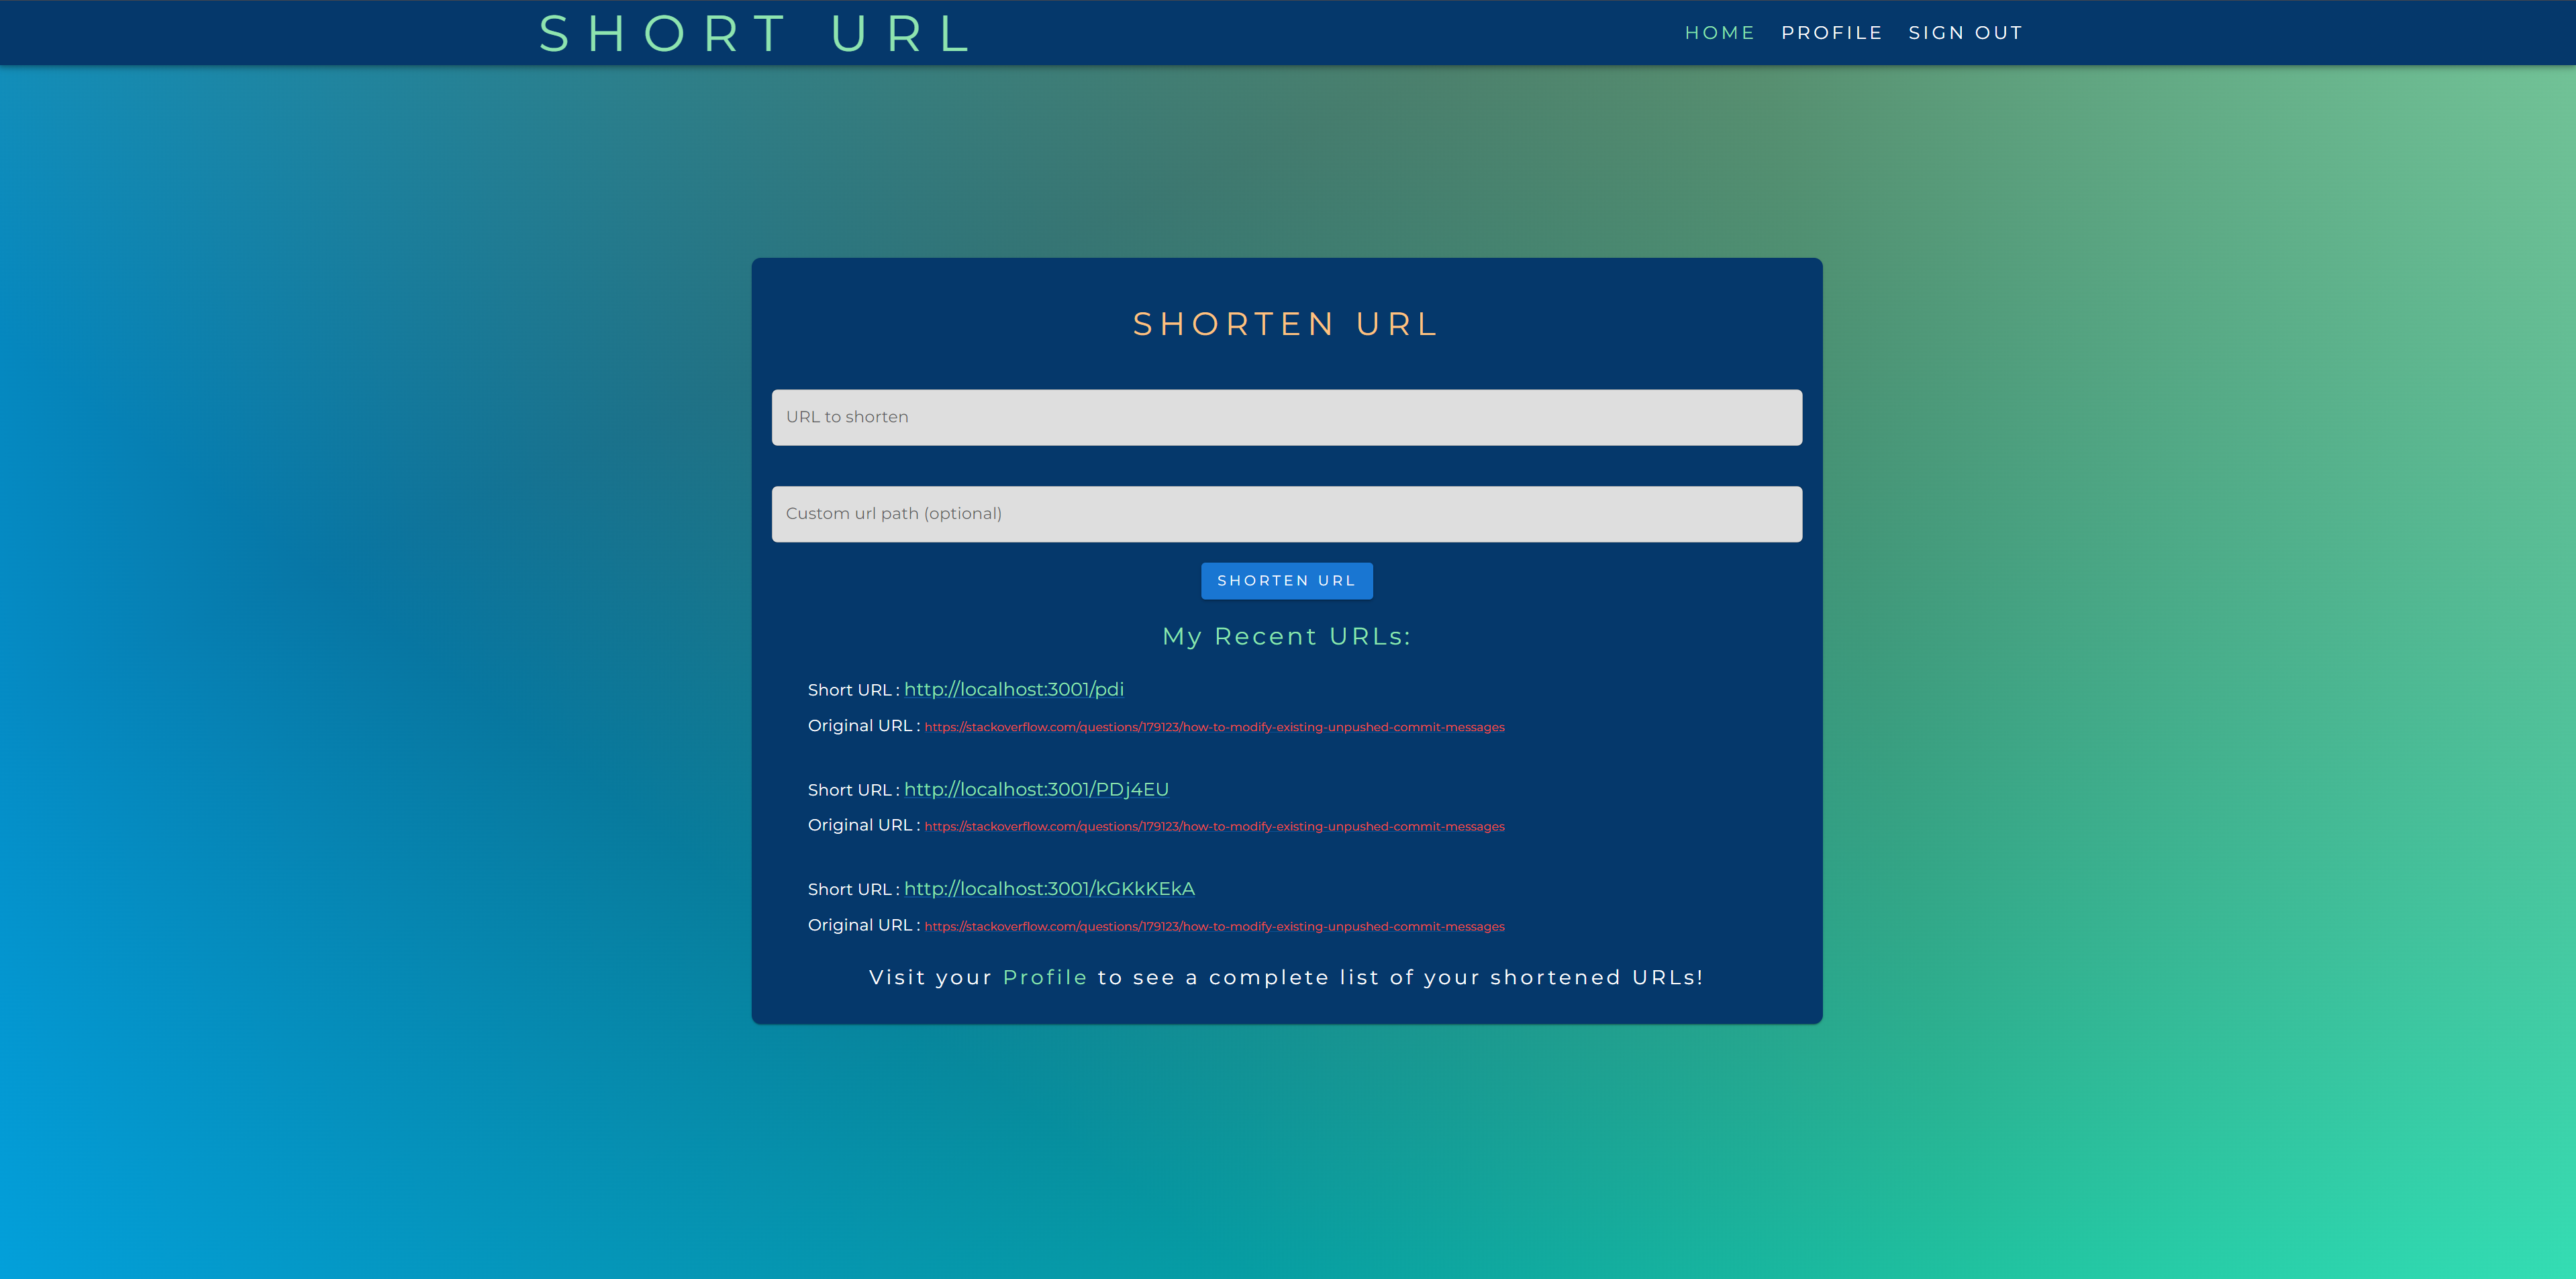 SHORT URL
HOME PROFILE SIGN OUT
SHORTEN URL
URL to shorten
Custom url path (optional)
SHORTEN URL
My Recent URLs:
Short URL : http://localhost:3001/pdi
Original URL : https://stackoverflow.com/questions/179123/how-to-modify-existing-unpushed-commit-messages
Short URL : http://localhost:3001/PDj4EU
Original URL : https://stackoverflow.com/questions/179123/how-to-modify-existing-unpushed-commit-messages
Short URL : http://localhost:3001/kGKkKEkA
Original URL : https://stackoverflow.com/questions/179123/how-to-modify-existing-unpushed-commit-messages
Visit your Profile to see a complete list of your shortened URLs!